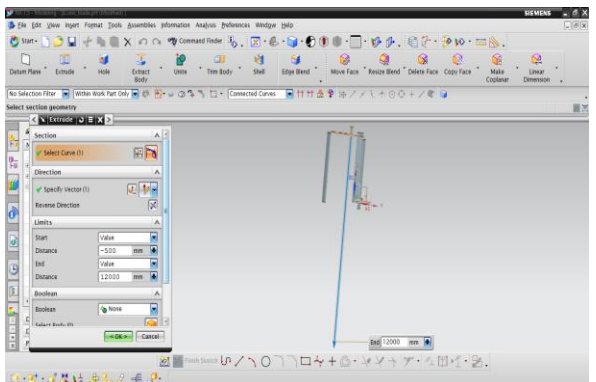 SIEMENS
File Edit View Insert Format Tools Assemblies Information Analysis Preferences Window Help
Start Command Finder
Datum Plane Extrude Hole Extract Body Unite Trim Body Shell Edge Blend Move Face Resize Blend Delete Face Copy Face Make Coplanar Linear Dimension
No Selection Filter Within Work Part Only Connected Curves
Select section geometry
Extrude
Section
Select Curve (1)
Direction
Specify Vector (1)
Reverse Direction
Limits
Start Value
Distance -500 mm
End Value
Distance 12000 mm
Boolean
Boolean None
Select Body (0)
<OK> Cancel
End 12000 mm
Finish Sketch